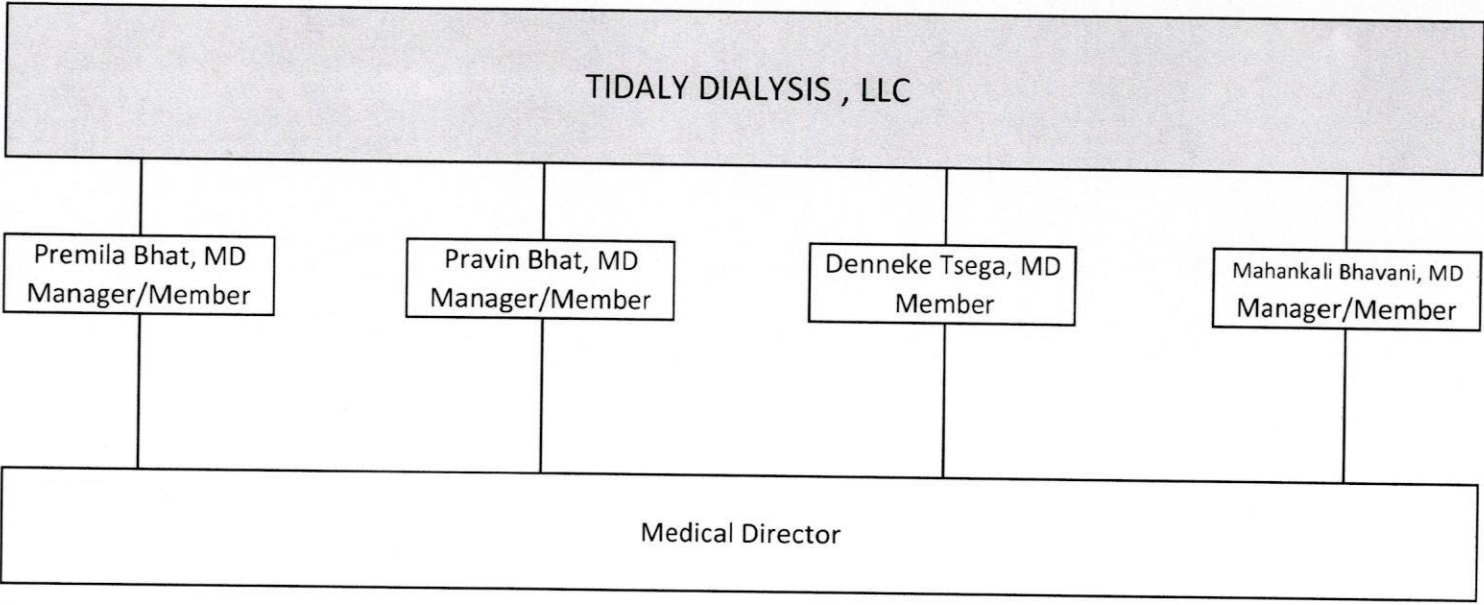 TIDALY DIALYSIS , LLC
Premila Bhat, MD
Manager/Member
Pravin Bhat, MD
Manager/Member
Denneke Tsega, MD
Member
Mahankali Bhavani, MD
Manager/Member
Medical Director